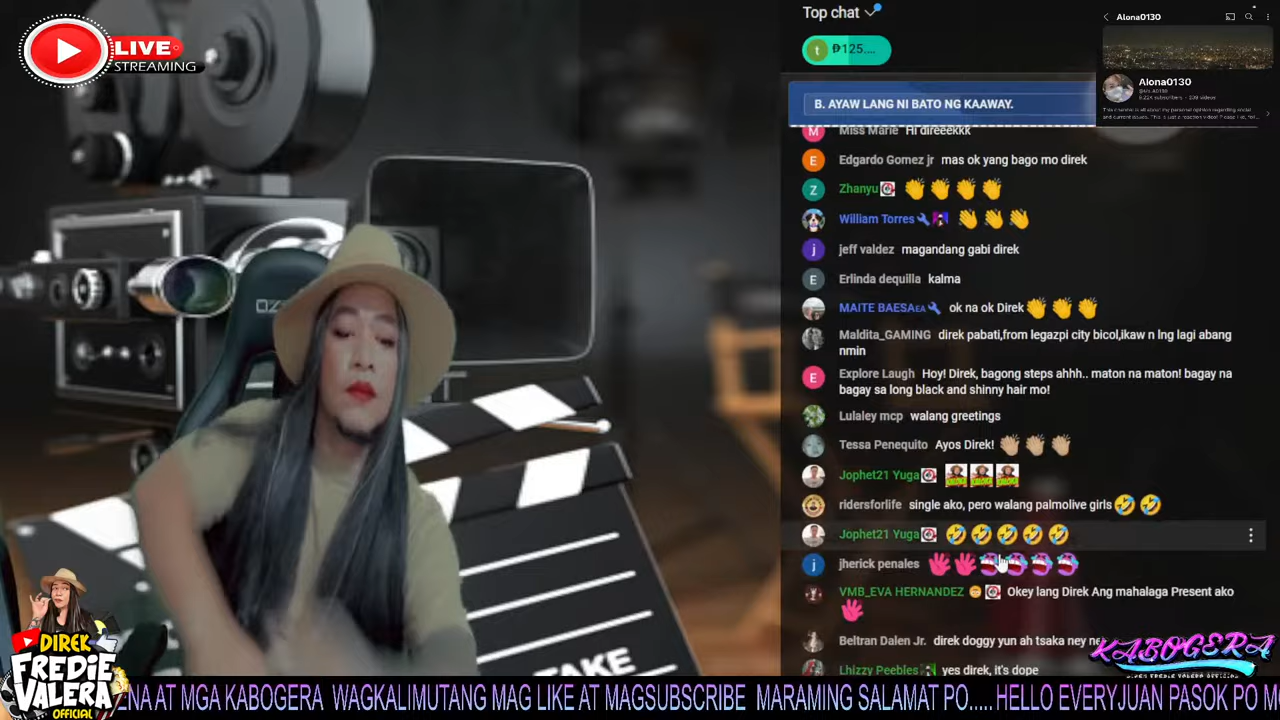 LIVE
STREAMING
Top chat
t ₱125....
Alona0130
Alona0130
B. AYAW LANG NI BATO NG KAAWAY.
Miss Marie Hi direeekkk
Edgardo Gomez jr mas ok yang bago mo direk
Zhanyu
William Torres
jeff valdez magandang gabi direk
Erlinda dequilla kalma
MAITE BAESA ok na ok Direk
Maldita_GAMING direk pabati,from legazpi city bicol,ikaw n lng lagi abang
nmin
Explore Laugh Hoy! Direk, bagong steps ahhh.. maton na maton! bagay na
bagay sa long black and shinny hair mo!
Lulaley mcp walang greetings
Tessa Penequito Ayos Direk!
Jophet21 Yuga
ridersforlife single ako, pero walang palmolive girls
Jophet21 Yuga
jherick penales
VMB_EVA HERNANDEZ Okey lang Direk Ang mahalaga Present ako
Beltran Dalen Jr. direk doggy yun ah tsaka ney
Lhizzy Peebles yes direk, it's dope
TAKE
DIREK
FREDIE
VALERA
OFFICIAL
KABOGERA
DIREK FREDIE VALERA OFFICIAL
ENA AT MGA KABOGERA WAGKALIMUTANG MAG LIKE AT MAGSUBSCRIBE MARAMING SALAMAT PO..... HELLO EVERYJUAN PASOK PO M